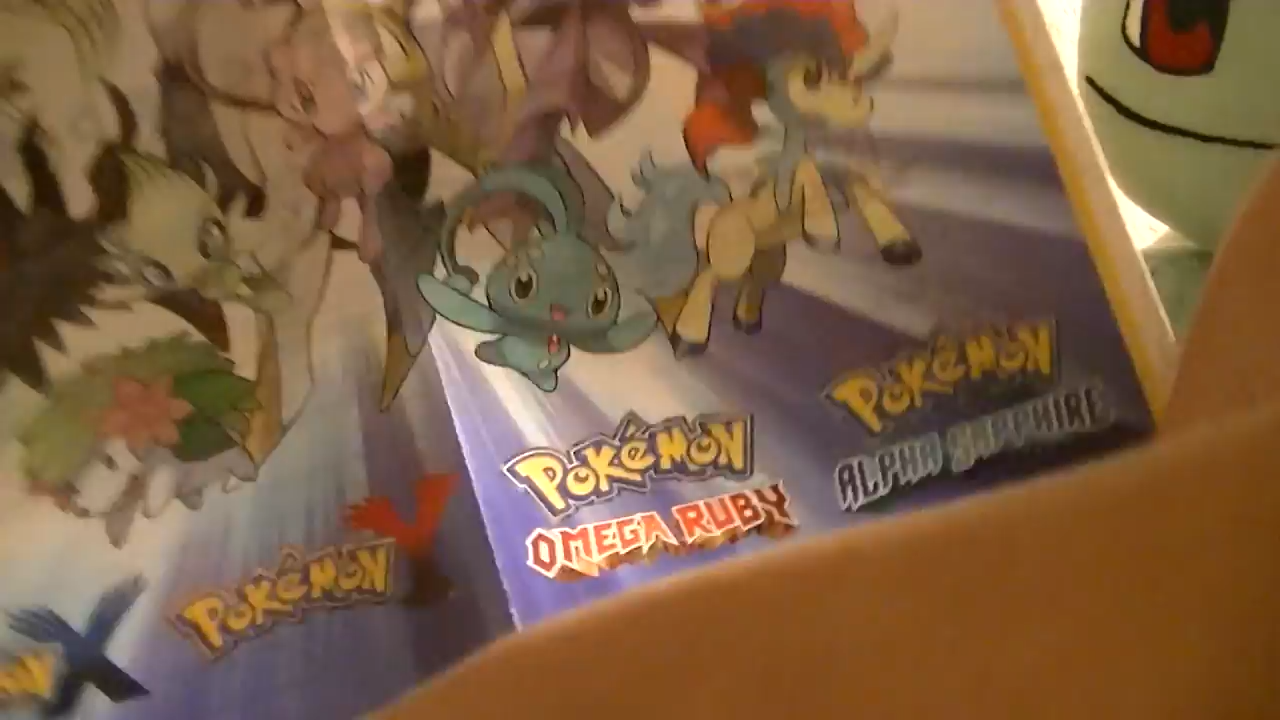 POKéMON
ALPHA SAPPHIRE
POKéMON
OMEGA RUBY
POKéMON
Y
X